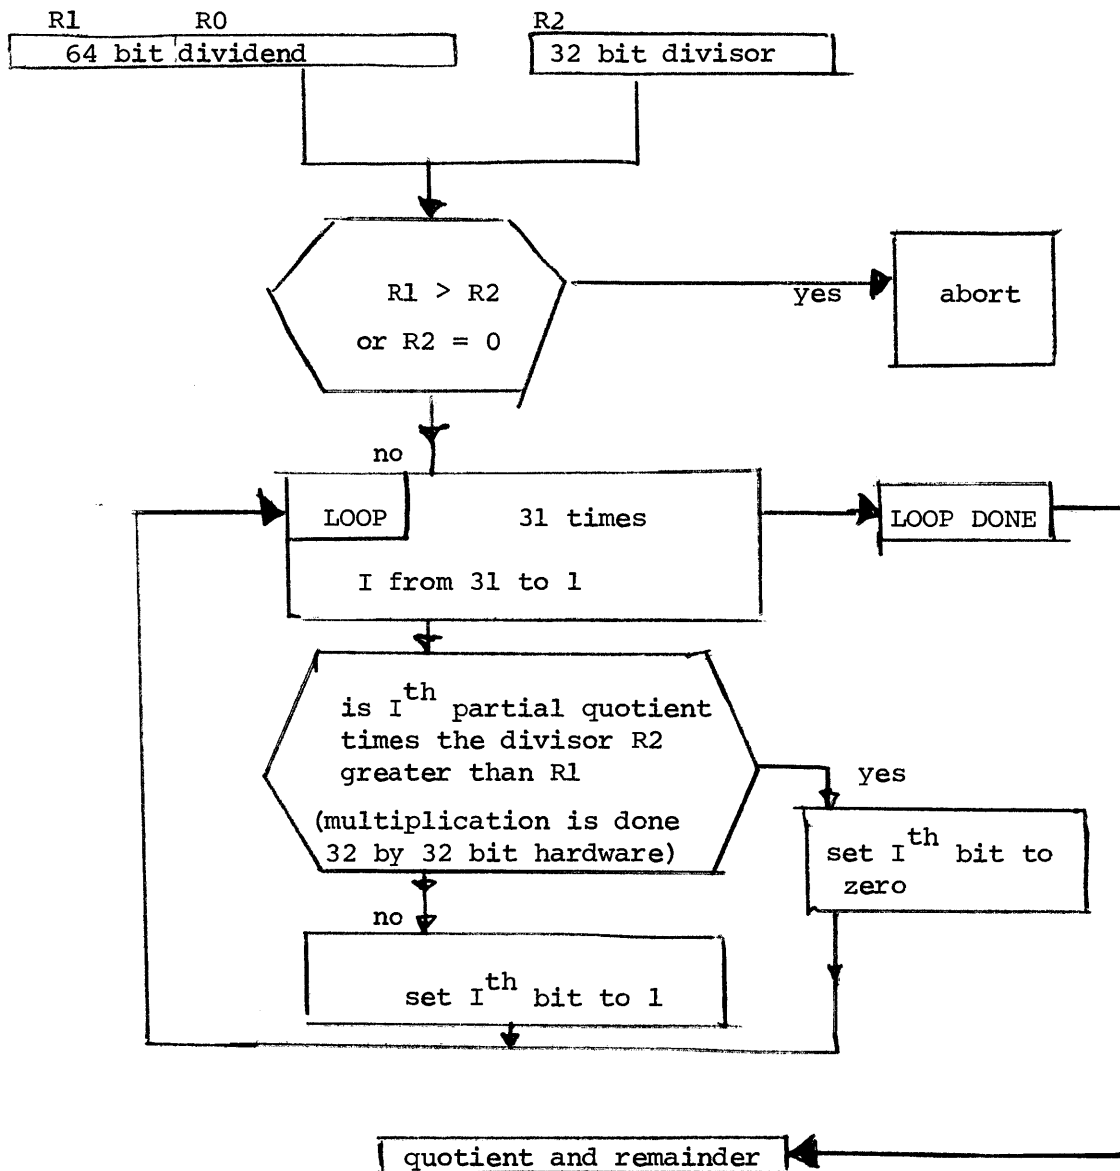 R1 R0 R2
64 bit dividend 32 bit divisor
R1 > R2
or R2 = 0
yes
abort
no
LOOP 31 times
I from 31 to 1
LOOP DONE
is I^th partial quotient
times the divisor R2
greater than R1
(multiplication is done
32 by 32 bit hardware)
yes
set I^th bit to
zero
no
set I^th bit to 1
quotient and remainder